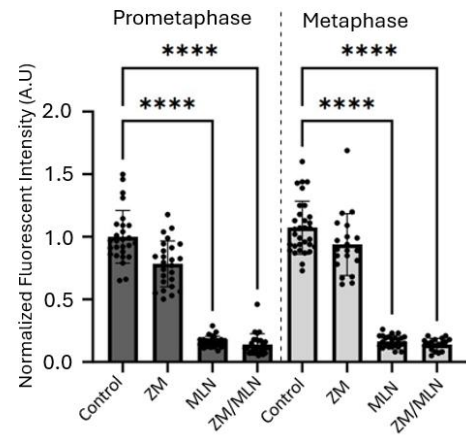 Prometaphase Metaphase
**** ****
**** ****
Normalized Fluorescent Intensity (A.U)
2.0
1.5
1.0
0.5
0.0
Control ZM MLN ZM/MLN Control ZM MLN ZM/MLN